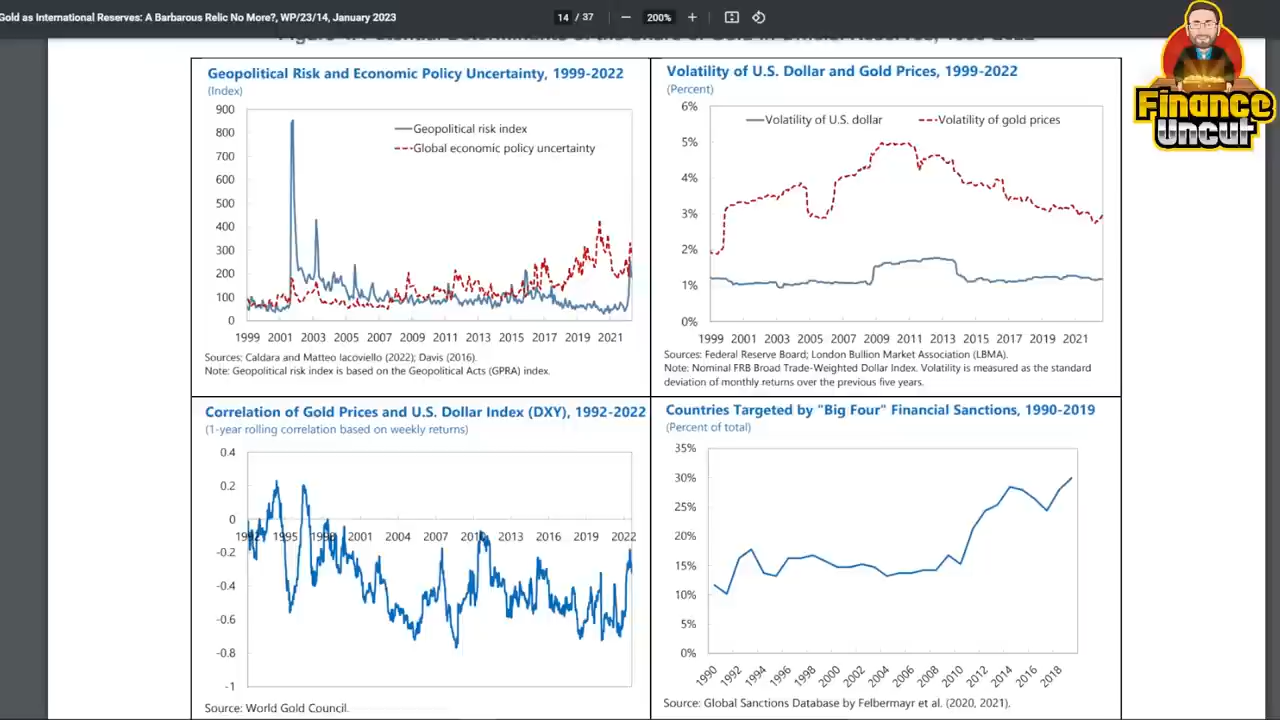 Gold as International Reserves: A Barbarous Relic No More?, WP/23/14, January 2023
14 / 37
200%
Finance
Uncut
Geopolitical Risk and Economic Policy Uncertainty, 1999-2022
(Index)
900
800
700
600
500
400
300
200
100
0
Geopolitical risk index
Global economic policy uncertainty
1999 2001 2003 2005 2007 2009 2011 2013 2015 2017 2019 2021
Sources: Caldara and Matteo Iacoviello (2022); Davis (2016).
Note: Geopolitical risk index is based on the Geopolitical Acts (GPRA) index.
Volatility of U.S. Dollar and Gold Prices, 1999-2022
(Percent)
6%
5%
4%
3%
2%
1%
0%
Volatility of U.S. dollar
Volatility of gold prices
1999 2001 2003 2005 2007 2009 2011 2013 2015 2017 2019 2021
Sources: Federal Reserve Board; London Bullion Market Association (LBMA).
Note: Nominal FRB Broad Trade-Weighted Dollar Index. Volatility is measured as the standard
deviation of monthly returns over the previous five years.
Correlation of Gold Prices and U.S. Dollar Index (DXY), 1992-2022
(1-year rolling correlation based on weekly returns)
0.4
0.2
0
-0.2
-0.4
-0.6
-0.8
-1
1992 1995 1998 2001 2004 2007 2010 2013 2016 2019 2022
Source: World Gold Council.
Countries Targeted by "Big Four" Financial Sanctions, 1990-2019
(Percent of total)
35%
30%
20%
15%
10%
5%
0%
1990 1992 1994 1996 1998 2000 2002 2004 2006 2008 2010 2012 2014 2016 2018
Source: Global Sanctions Database by Felbermayr et al. (2020, 2021).